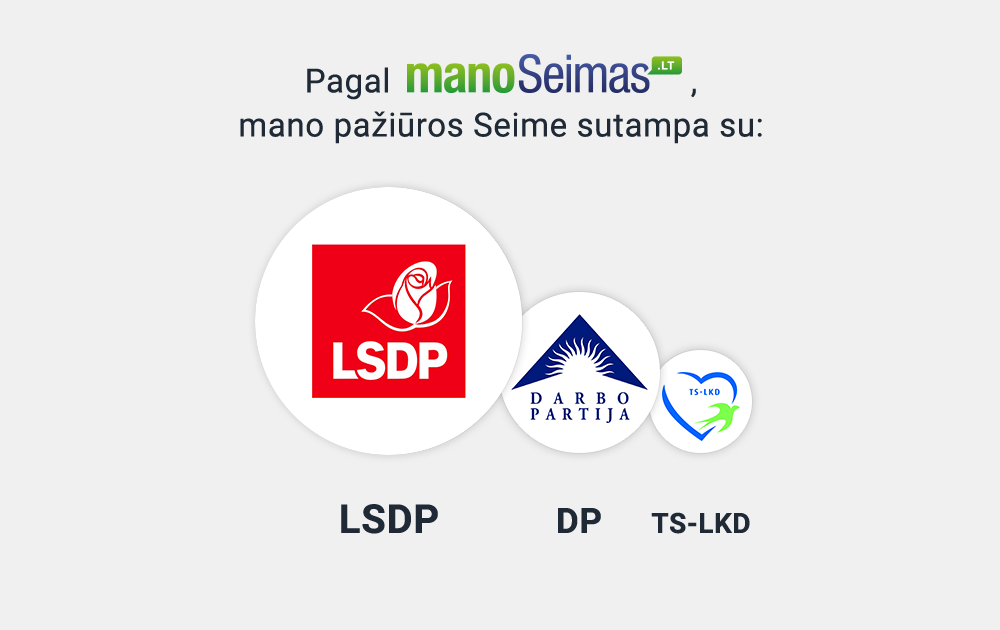 Pagal manoSeimas.LT ,
mano pažiūros Seime sutampa su:
LSDP
DARBO
PARTIJA
TS-LKD
LSDP
DP
TS-LKD